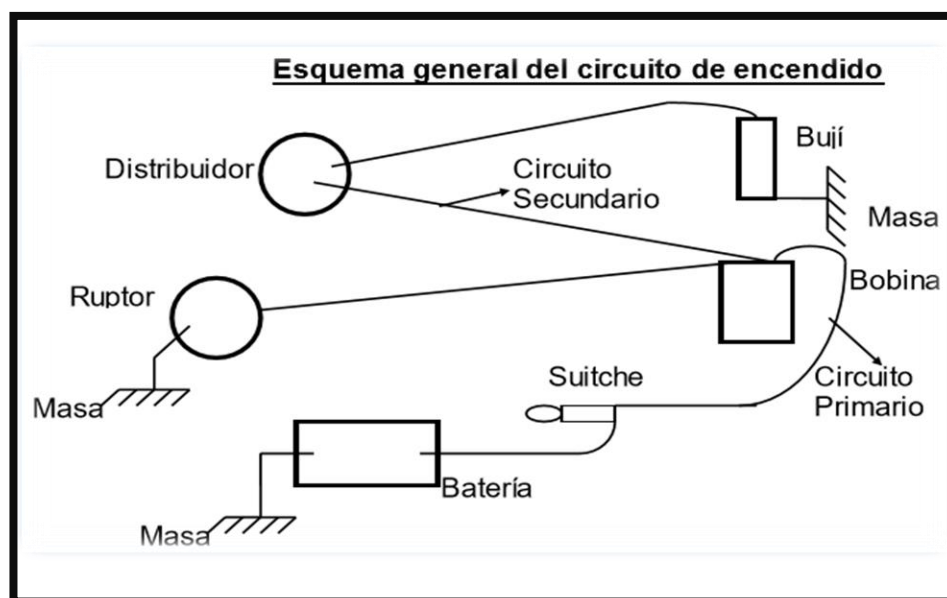 Esquema general del circuito de encendido
Distribuidor
Bují
Circuito
Secundario
Masa
Ruptor
Bobina
Masa
Suitche
Circuito
Primario
Batería
Masa